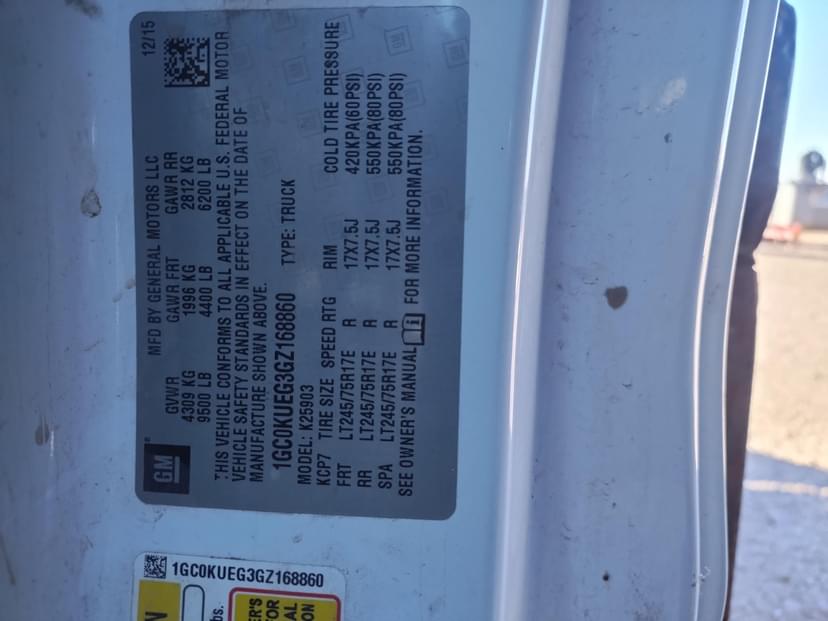 GM
MFD BY GENERAL MOTORS LLC 12/15
GVWR GAWR FRT GAWR RR
4309 KG 1996 KG 2812 KG
9500 LB 4400 LB 6200 LB
THIS VEHICLE CONFORMS TO ALL APPLICABLE U.S. FEDERAL MOTOR
VEHICLE SAFETY STANDARDS IN EFFECT ON THE DATE OF
MANUFACTURE SHOWN ABOVE.
1GC0KUEG3GZ168860 TYPE: TRUCK
MODEL: K25903
KCP7 TIRE SIZE SPEED RTG RIM COLD TIRE PRESSURE
FRT LT245/75R17E R 17X7.5J 420KPA(60PSI)
RR LT245/75R17E R 17X7.5J 550KPA(80PSI)
SPA LT245/75R17E R 17X7.5J 550KPA(80PSI)
SEE OWNER'S MANUAL FOR MORE INFORMATION.
1GC0KUEG3GZ168860